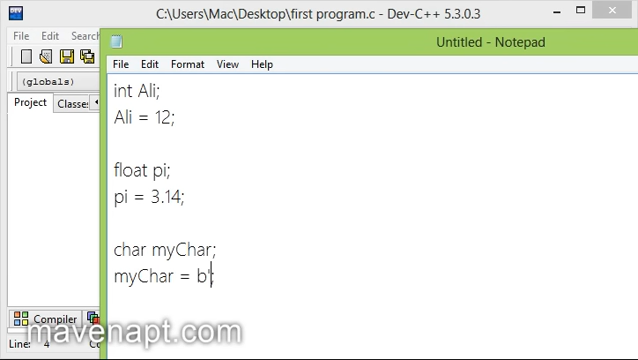 C:\Users\Mac\Desktop\first program.c - Dev-C++ 5.3.0.3
File Edit Search
(globals)
Project Classes
Untitled - Notepad
File Edit Format View Help
int Ali;
Ali = 12;
float pi;
pi = 3.14;
char myChar;
myChar = b';
Compiler
mavenapt.com
Line: 4